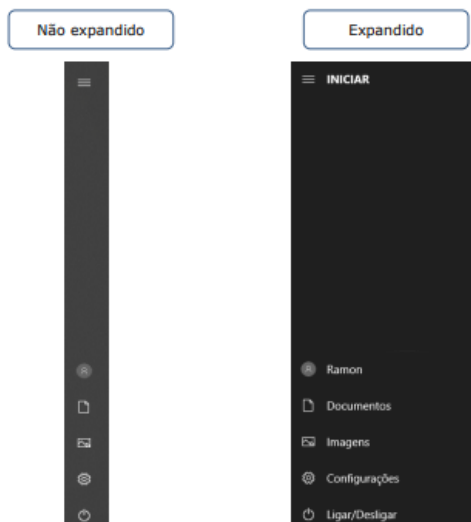 Não expandido
Expandido
INICIAR
Ramon
Documentos
Imagens
Configurações
Ligar/Desligar